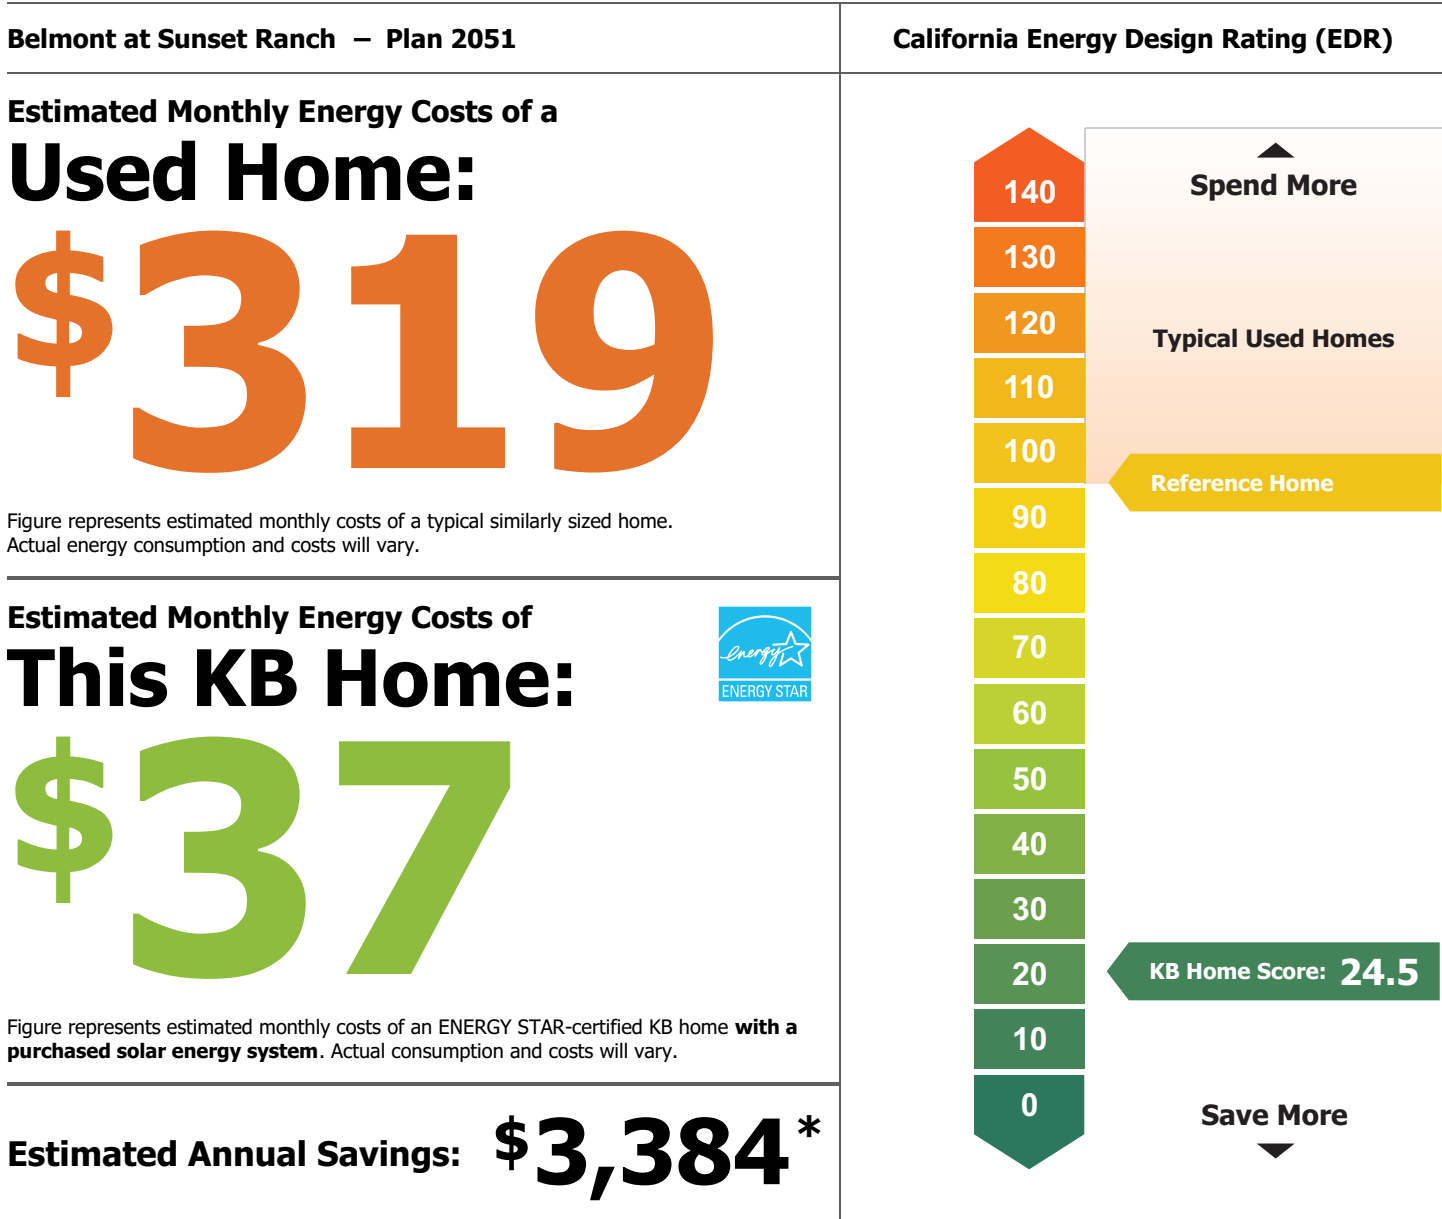 Belmont at Sunset Ranch – Plan 2051
Estimated Monthly Energy Costs of a
Used Home:
$319
Figure represents estimated monthly costs of a typical similarly sized home.
Actual energy consumption and costs will vary.
Estimated Monthly Energy Costs of
This KB Home:
energy
ENERGY STAR
$37
Figure represents estimated monthly costs of an ENERGY STAR-certified KB home with a
purchased solar energy system. Actual consumption and costs will vary.
Estimated Annual Savings: $3,384*
California Energy Design Rating (EDR)
140
Spend More
130
120
Typical Used Homes
110
100
Reference Home
90
80
70
60
50
40
30
20
KB Home Score: 24.5
10
0
Save More